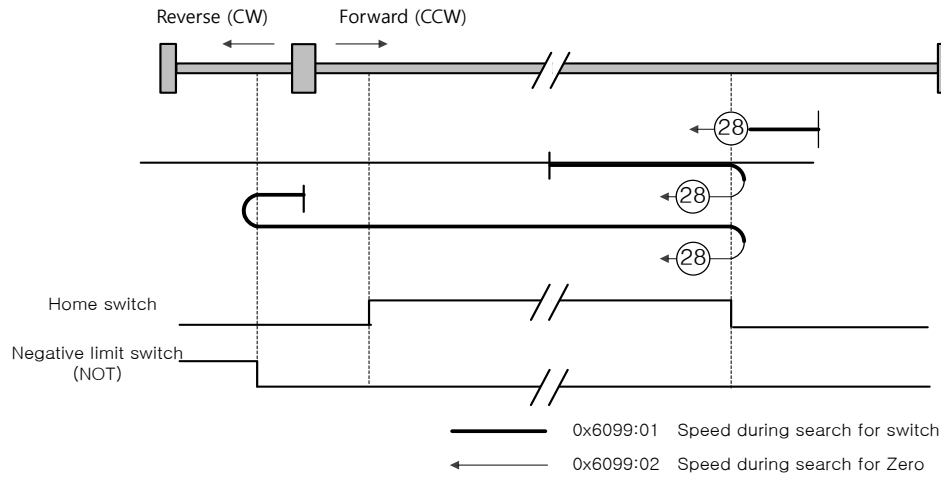 Reverse (CW)
Forward (CCW)
28
28
28
Home switch
Negative limit switch
(NOT)
0x6099:01 Speed during search for switch
0x6099:02 Speed during search for Zero